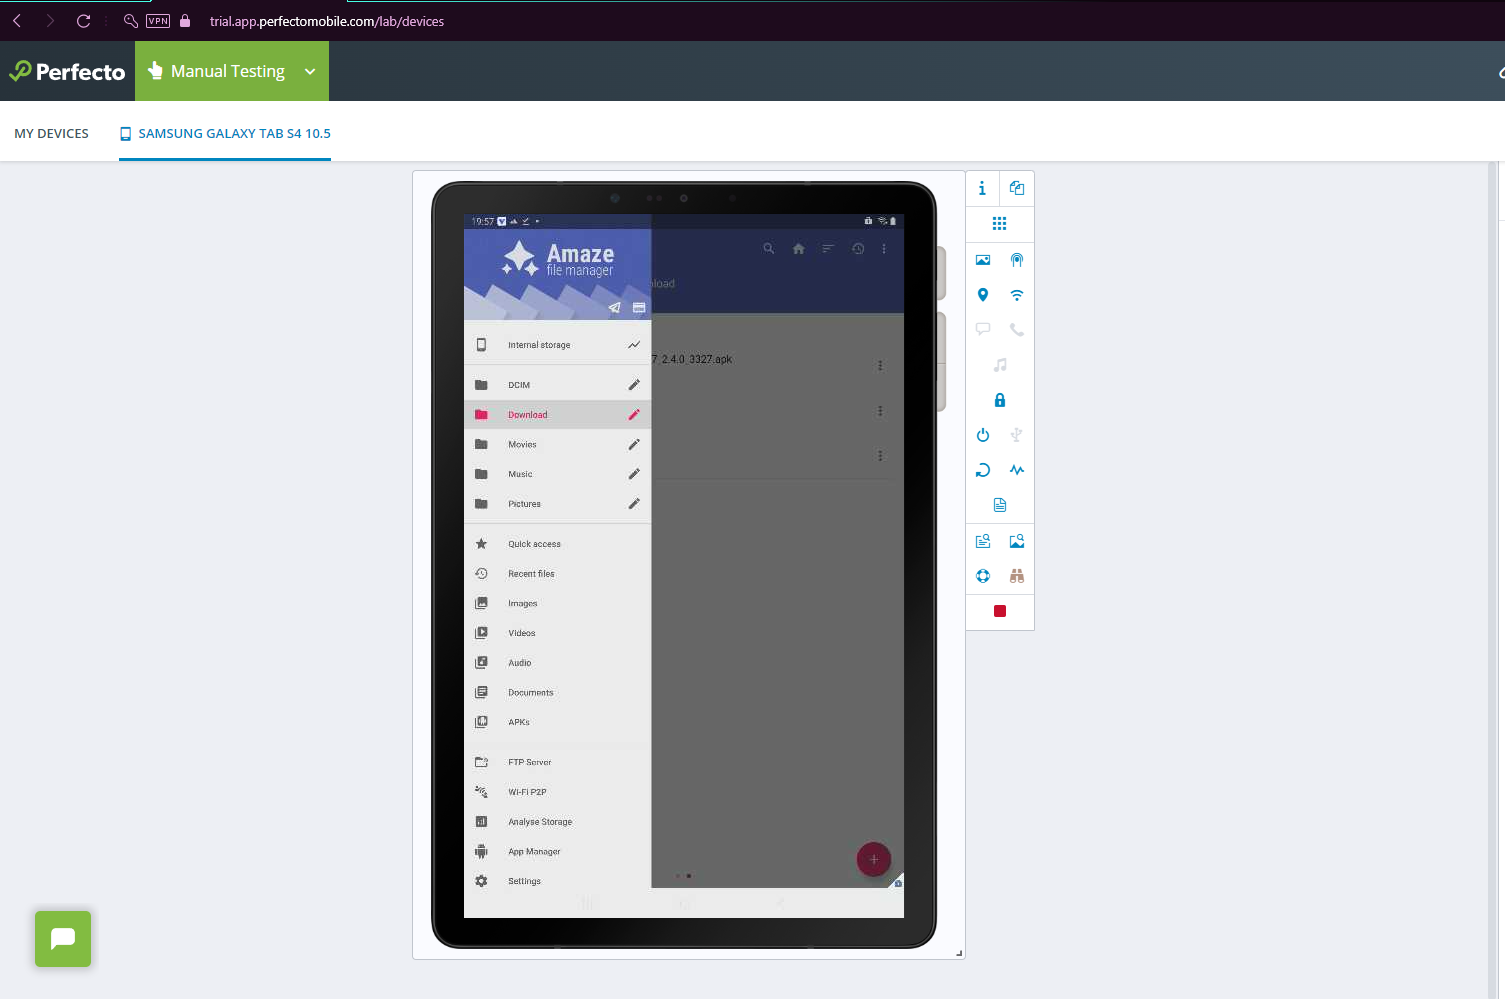 VPN
trial.app.perfectomobile.com/lab/devices
Perfecto
Manual Testing
MY DEVICES
SAMSUNG GALAXY TAB S4 10.5
19:57
Amaze
file manager
nload
Internal storage
7_2.4.0_3327.apk
DCIM
Download
Movies
Music
Pictures
Quick access
Recent files
Images
Videos
Audio
Documents
APKs
FTP Server
Wi-Fi P2P
Analyse Storage
App Manager
Settings